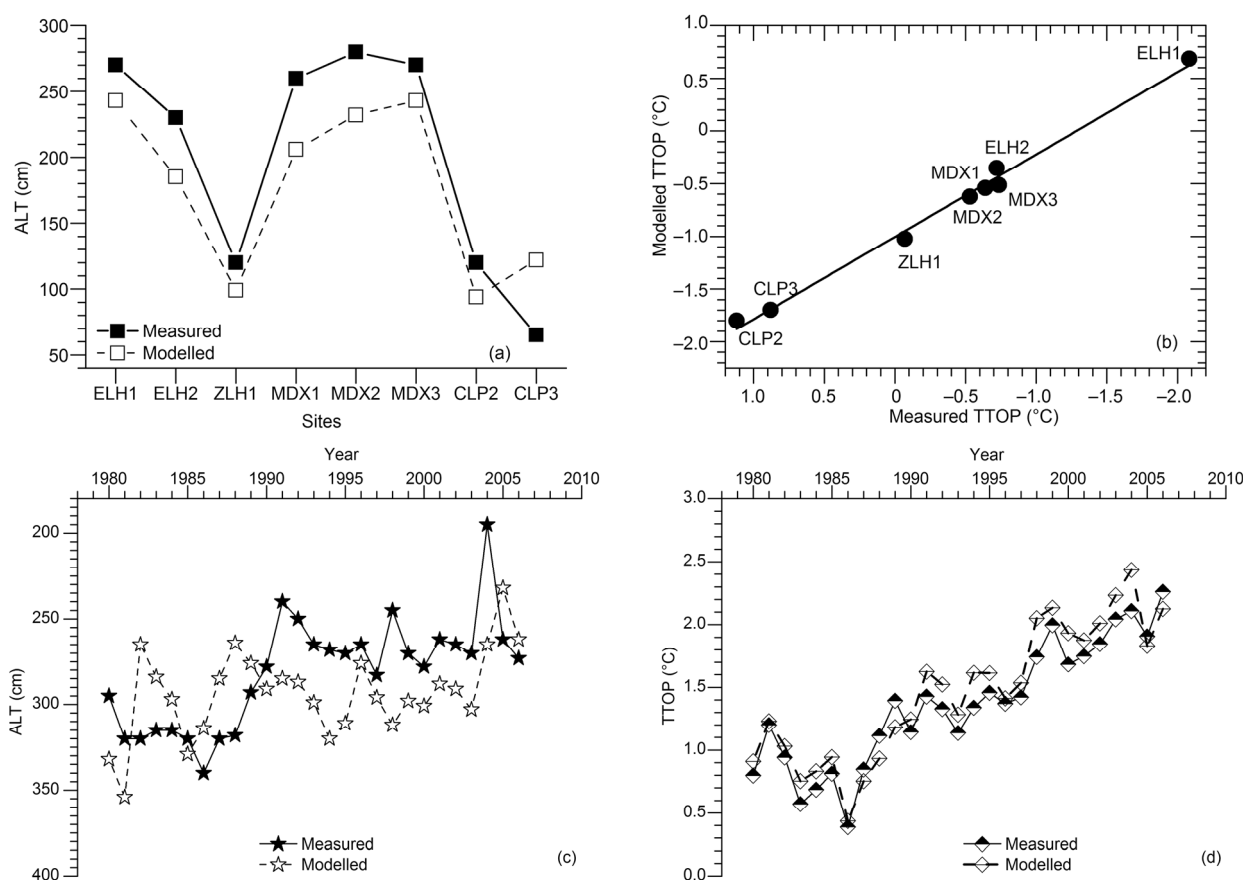 300
250
200
150
100
50
ALT (cm)
Measured
Modelled
(a)
ELH1 ELH2 ZLH1 MDX1 MDX2 MDX3 CLP2 CLP3
Sites
1.0
0.5
0
–0.5
–1.0
–1.5
–2.0
Modelled TTOP (°C)
ELH1
ELH2
MDX1
MDX3
MDX2
ZLH1
CLP3
CLP2
(b)
1.0 0.5 0 –0.5 –1.0 –1.5 –2.0
Measured TTOP (°C)
Year
1980 1985 1990 1995 2000 2005 2010
200
250
300
350
400
ALT (cm)
Measured
Modelled
(c)
Year
1980 1985 1990 1995 2000 2005 2010
3.0
2.5
2.0
1.5
1.0
0.5
0.0
TTOP (°C)
Measured
Modelled
(d)